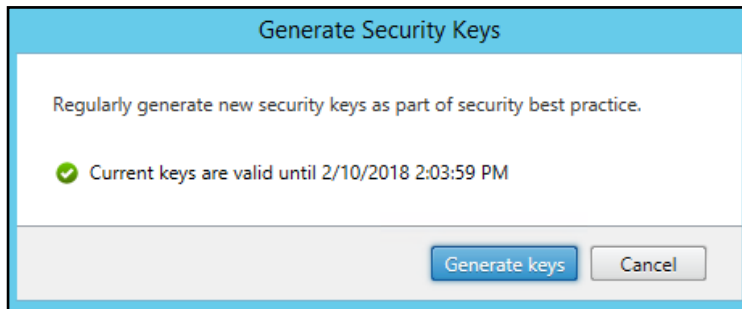 Generate Security Keys
Regularly generate new security keys as part of security best practice.
Current keys are valid until 2/10/2018 2:03:59 PM
Generate keys Cancel